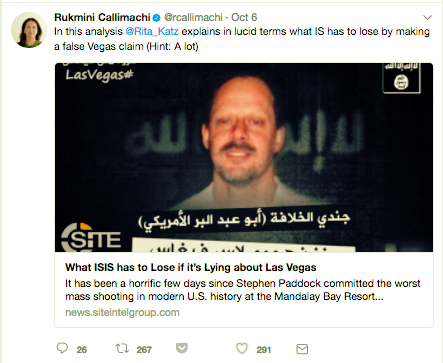 Rukmini Callimachi @rcallimachi · Oct 6
In this analysis @Rita_Katz explains in lucid terms what IS has to lose by making
a false Vegas claim (Hint: A lot)
LasVegas#
جندي الخلافة (أبو عبد البر الأمريكي)
SiTE
What ISIS has to Lose if it's Lying about Las Vegas
It has been a horrific few days since Stephen Paddock committed the worst
mass shooting in modern U.S. history at the Mandalay Bay Resort...
news.siteintelgroup.com
26 267 291